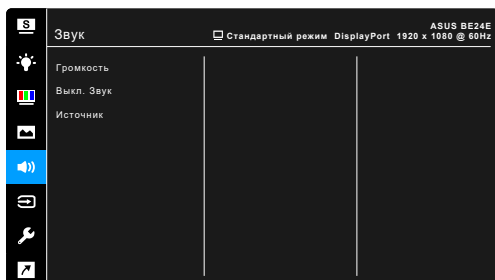 S
ASUS BE24E
Звук
Стандартный режим DisplayPort 1920 x 1080 @ 60Hz
Громкость
Выкл. Звук
Источник